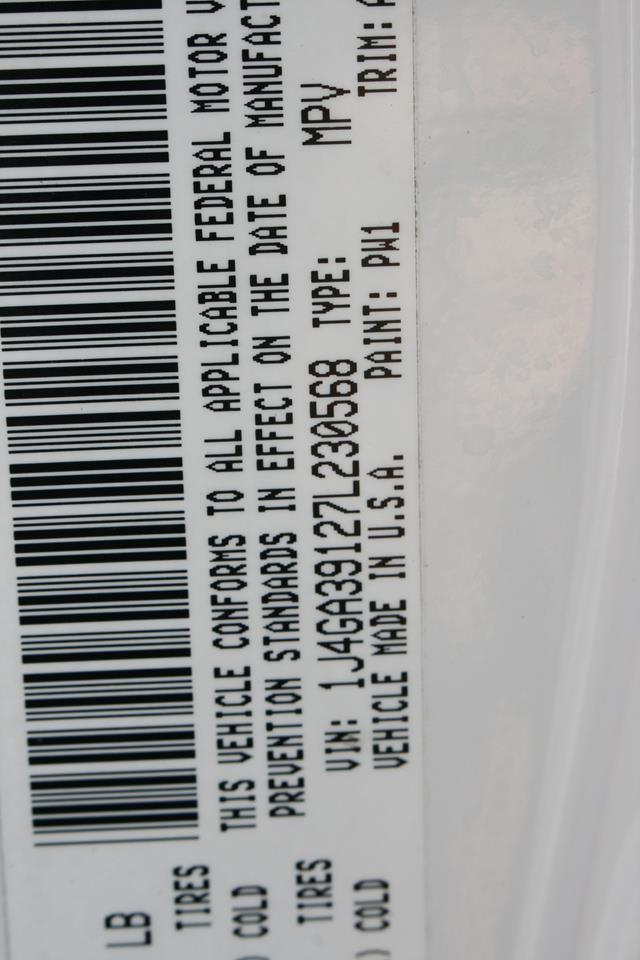 THIS VEHICLE CONFORMS TO ALL APPLICABLE FEDERAL MOTOR V
PREVENTION STANDARDS IN EFFECT ON THE DATE OF MANUFACT
VIN: 1J4GA39127L230568 TYPE: MPV
VEHICLE MADE IN U.S.A. PAINT: PW1 TRIM: A
LB
TIRES
) COLD
TIRES
) COLD